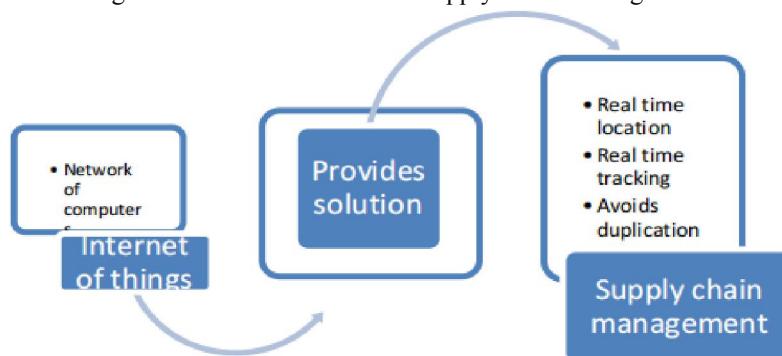 • Network
of
computer
s
Internet
of things
Provides
solution
• Real time
location
• Real time
tracking
• Avoids
duplication
Supply chain
management